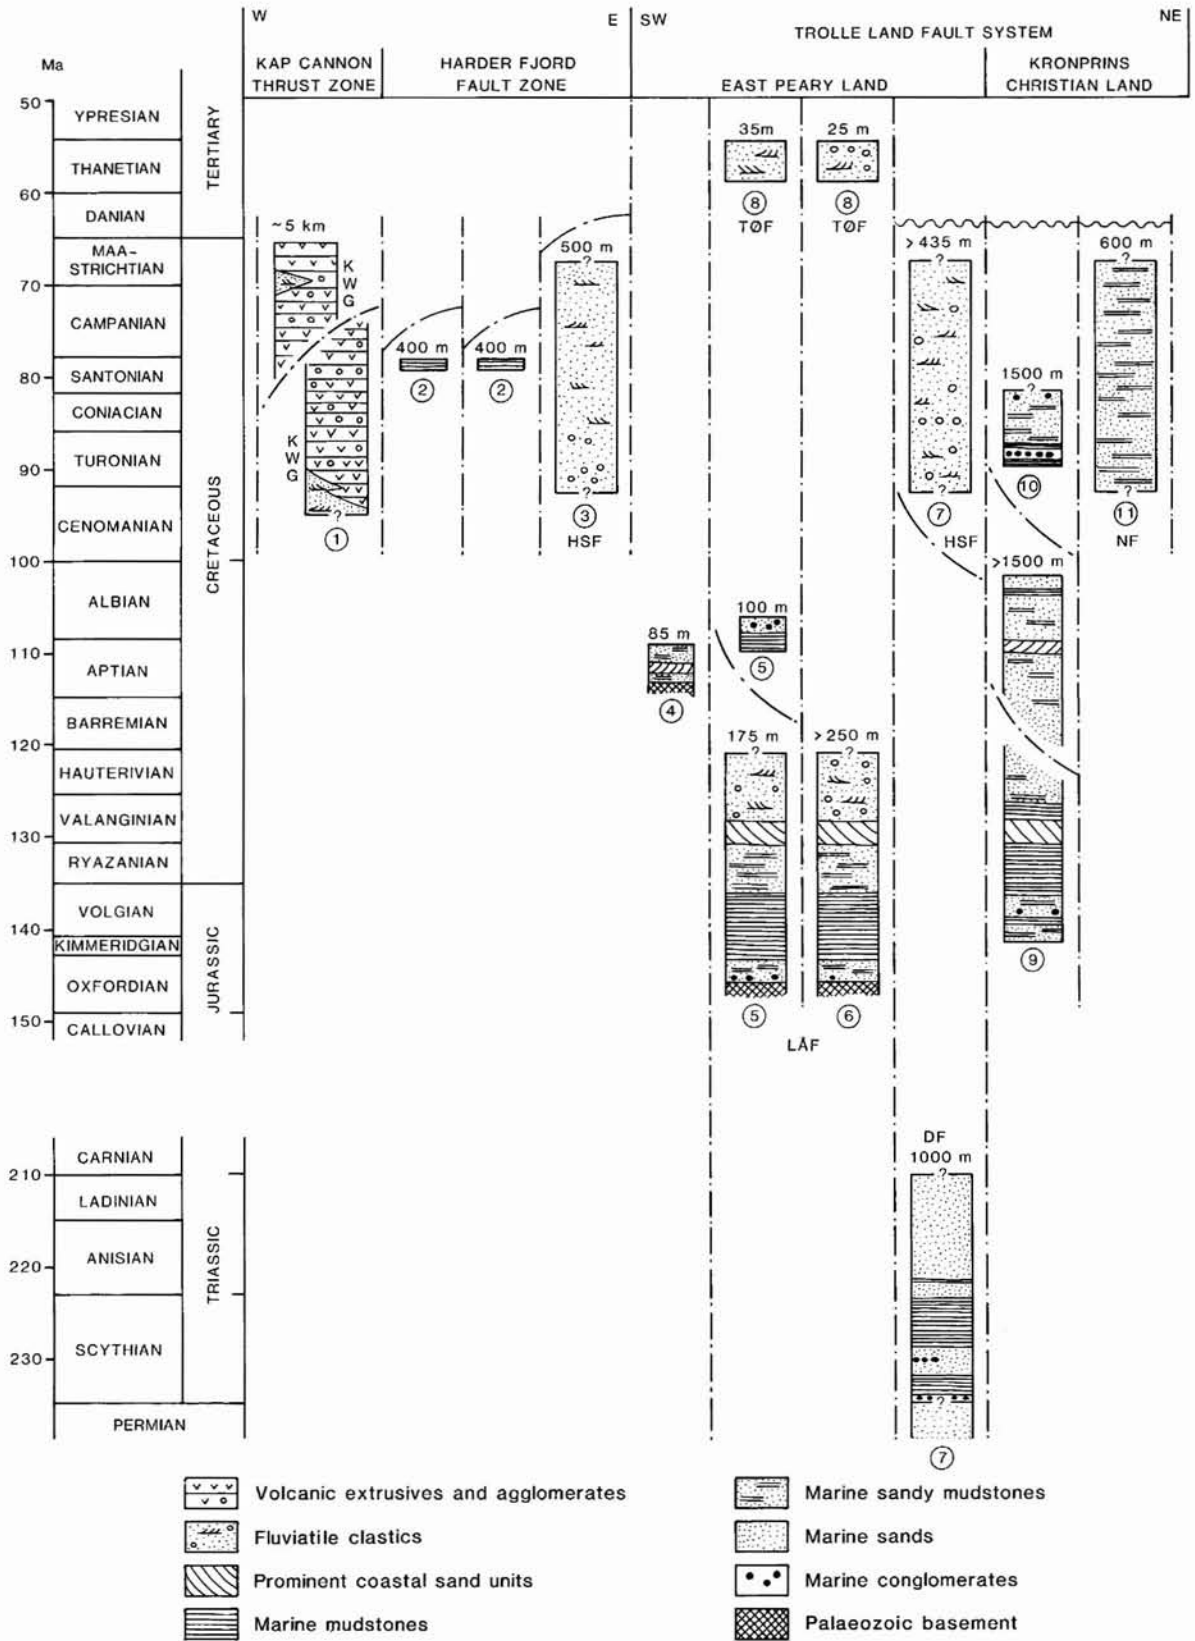 W
E
SW
NE
TROLLE LAND FAULT SYSTEM
Ma
KAP CANNON
THRUST ZONE
HARDER FJORD
FAULT ZONE
EAST PEARY LAND
KRONPRINS
CHRISTIAN LAND
50
YPRESIAN
THANETIAN
60
DANIAN
TERTIARY
MAA-
STRICHTIAN
70
CAMPANIAN
SANTONIAN
80
CONIACIAN
TURONIAN
90
CENOMANIAN
100
ALBIAN
110
APTIAN
BARREMIAN
120
HAUTERIVIAN
VALANGINIAN
130
RYAZANIAN
CRETACEOUS
VOLGIAN
140
KIMMERIDGIAN
OXFORDIAN
150
CALLOVIAN
JURASSIC
CARNIAN
210
LADINIAN
ANISIAN
220
SCYTHIAN
230
TRIASSIC
PERMIAN
~5 km
K
W
G
K
W
G
?
1
400 m
2
400 m
2
500 m
?
?
3
HSF
85 m
4
35m
8
TØF
25 m
8
TØF
100 m
5
175 m
?
5
>250 m
?
6
LÅF
>435 m
?
?
7
HSF
1500 m
?
10
>1500 m
9
600 m
?
?
11
NF
DF
1000 m
?
?
7
Volcanic extrusives and agglomerates
Fluviatile clastics
Prominent coastal sand units
Marine mudstones
Marine sandy mudstones
Marine sands
Marine conglomerates
Palaeozoic basement